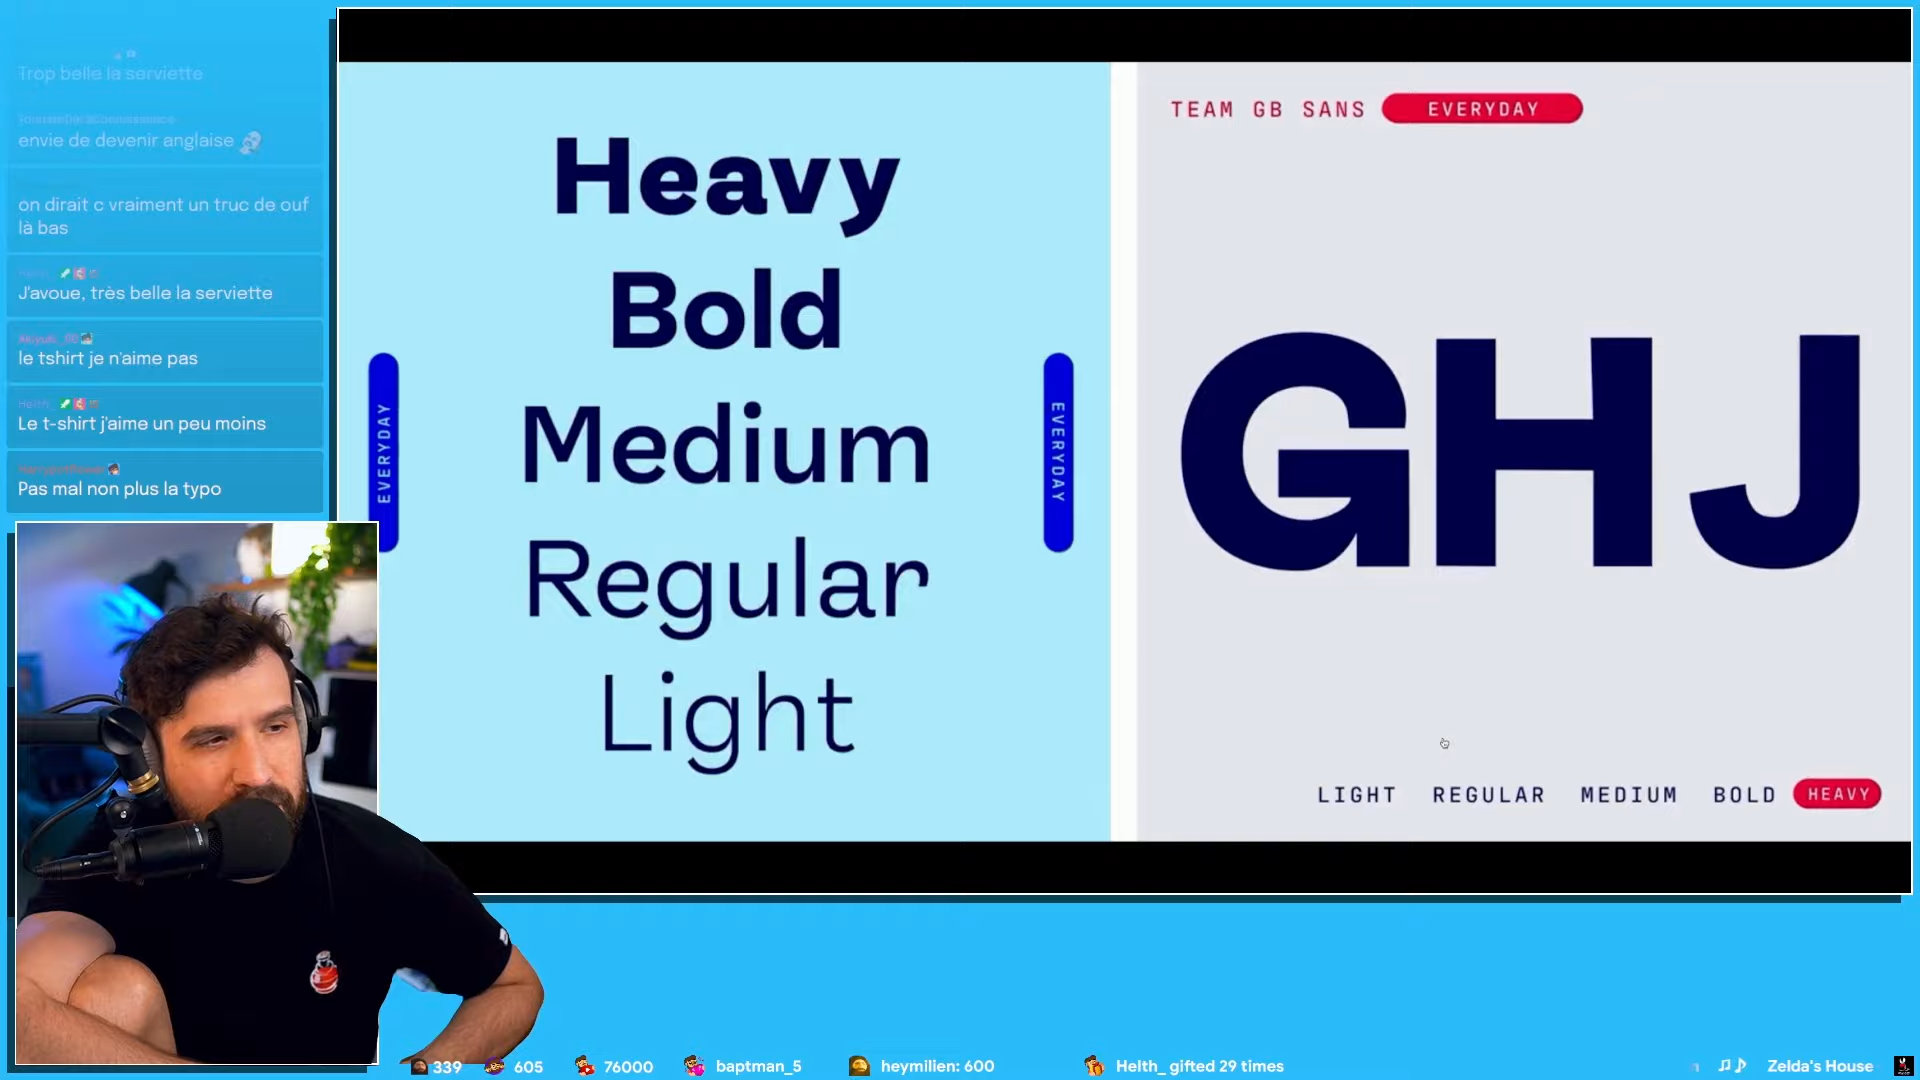 Trop belle la serviette
envie de devenir anglaise
on dirait c vraiment un truc de ouf
là bas
J'avoue, très belle la serviette
le tshirt je n'aime pas
Helth_
Le t-shirt j'aime un peu moins
Pas mal non plus la typo
EVERYDAY
Heavy
Bold
Medium
Regular
Light
EVERYDAY
TEAM GB SANS EVERYDAY
GHJ
LIGHT REGULAR MEDIUM BOLD HEAVY
339 605 76000 baptman_5 heymilien: 600 Helth_ gifted 29 times Zelda's House